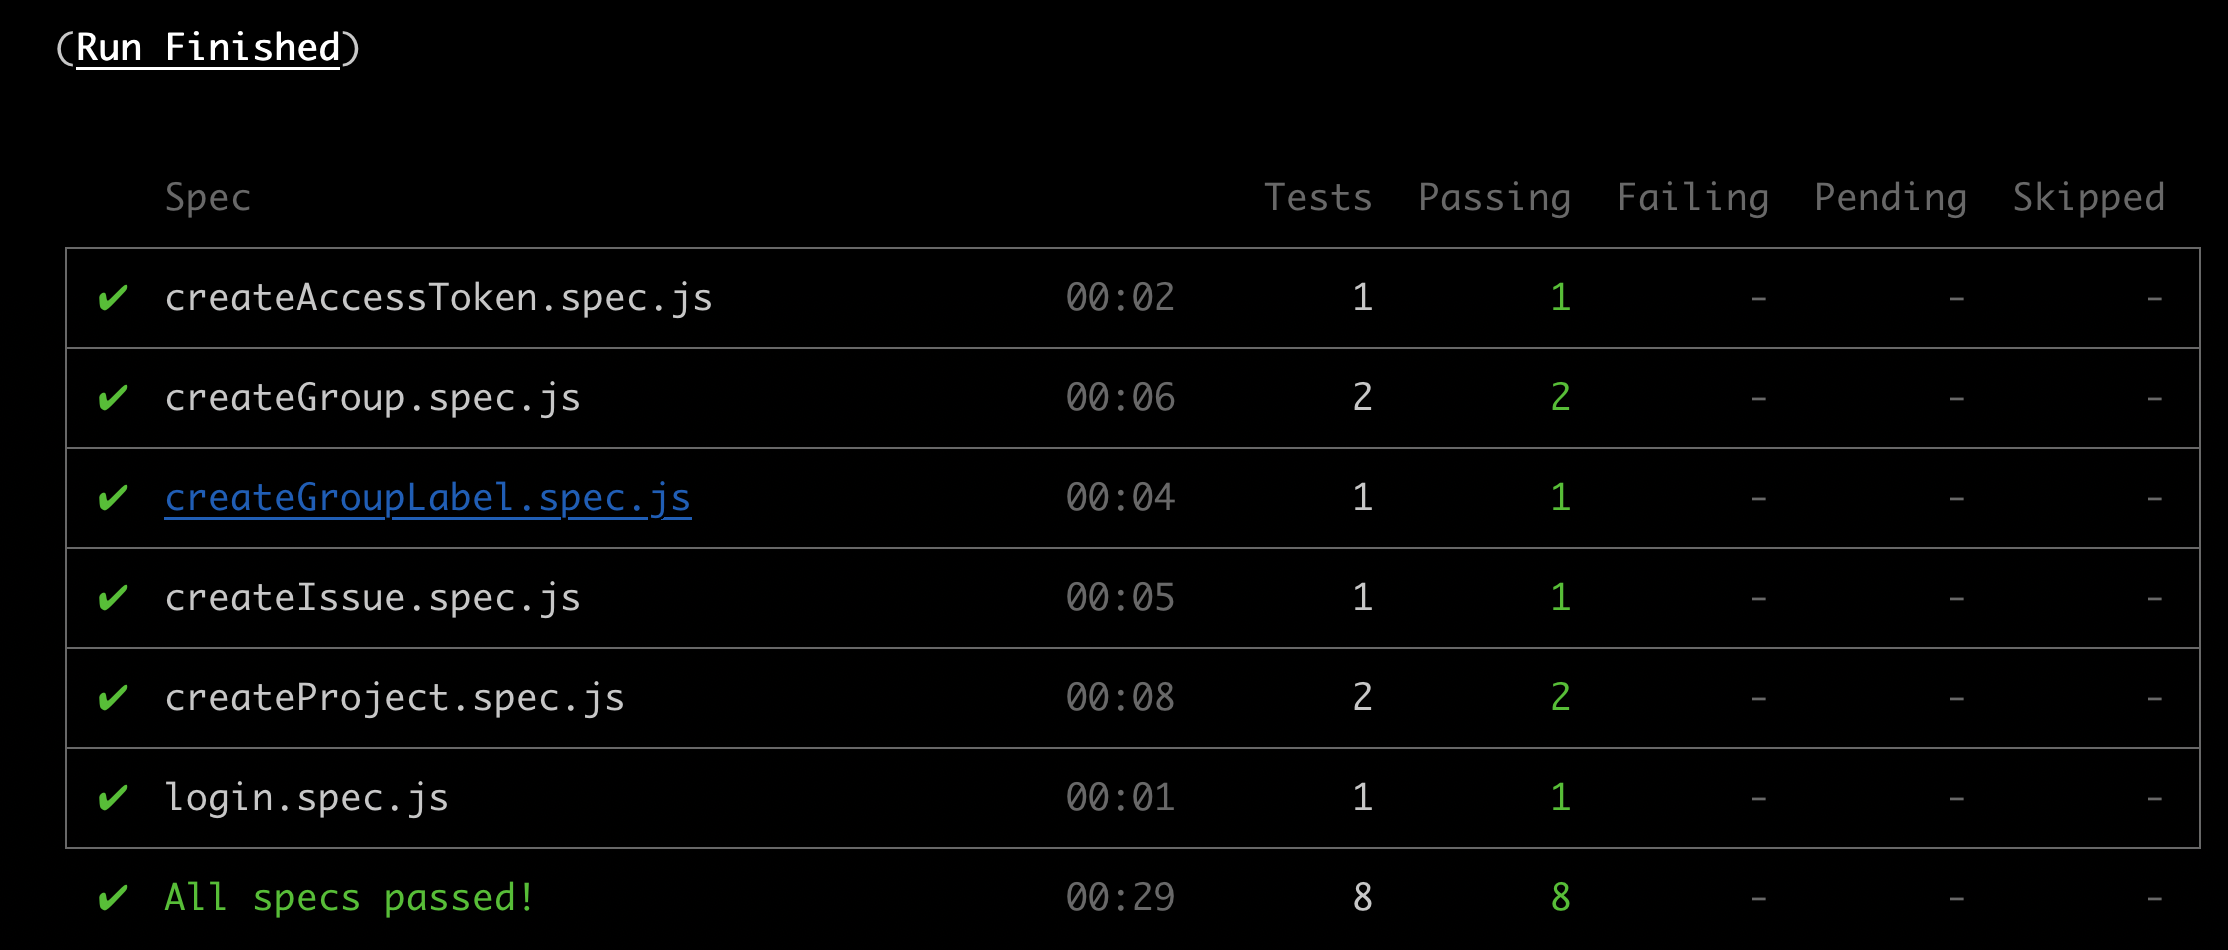 (Run Finished)
Spec Tests Passing Failing Pending Skipped
✔ createAccessToken.spec.js 00:02 1 1 - - -
✔ createGroup.spec.js 00:06 2 2 - - -
✔ createGroupLabel.spec.js 00:04 1 1 - - -
✔ createIssue.spec.js 00:05 1 1 - - -
✔ createProject.spec.js 00:08 2 2 - - -
✔ login.spec.js 00:01 1 1 - - -
✔ All specs passed! 00:29 8 8 - - -